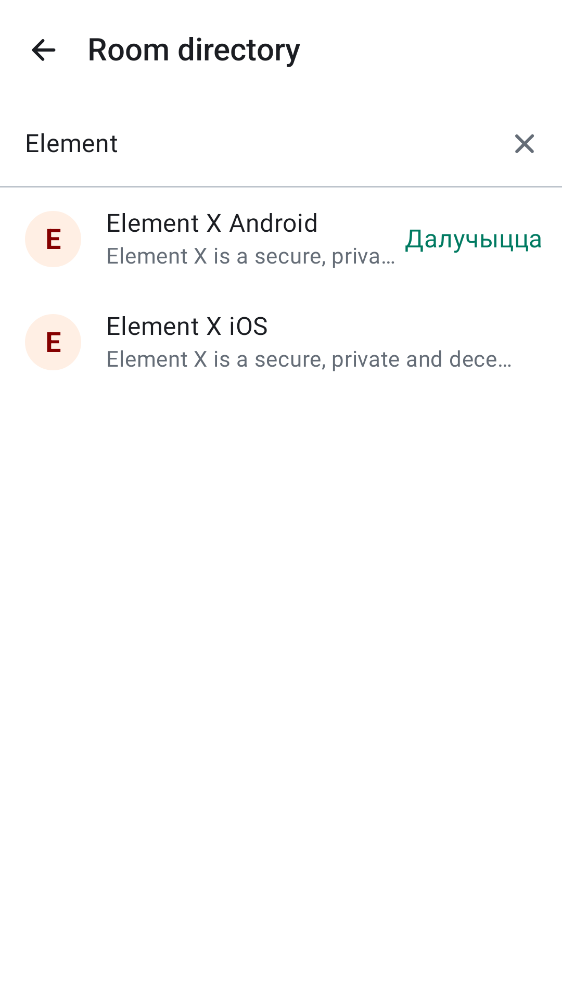 Room directory
Element
E
Element X Android
Element X is a secure, priva…
Далучыцца
E
Element X iOS
Element X is a secure, private and dece…